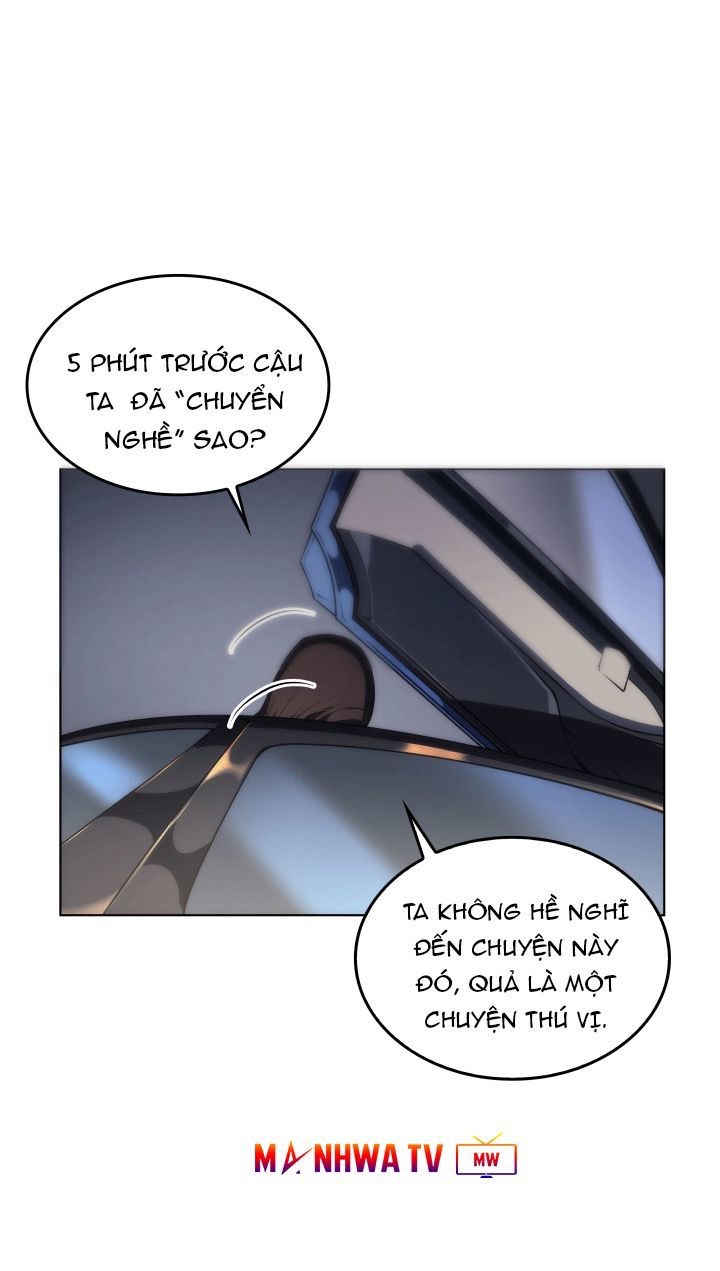 5 PHÚT TRƯỚC CẬU
TA ĐÃ "CHUYỂN
NGHỀ" SAO?
TA KHÔNG HỀ NGHĨ
ĐẾN CHUYỆN NÀY
ĐÓ, QUẢ LÀ MỘT
CHUYỆN THÚ VỊ.
MANHWA TV MW